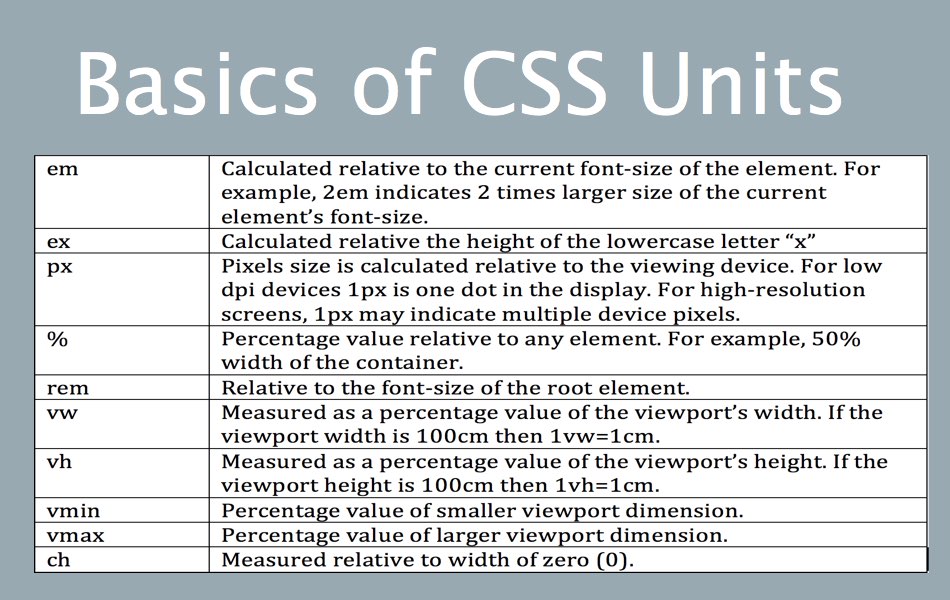 Basics of CSS Units
em
Calculated relative to the current font-size of the element. For
example, 2em indicates 2 times larger size of the current
element’s font-size.
ex
Calculated relative the height of the lowercase letter “x”
px
Pixels size is calculated relative to the viewing device. For low
dpi devices 1px is one dot in the display. For high-resolution
screens, 1px may indicate multiple device pixels.
%
Percentage value relative to any element. For example, 50%
width of the container.
rem
Relative to the font-size of the root element.
vw
Measured as a percentage value of the viewport’s width. If the
viewport width is 100cm then 1vw=1cm.
vh
Measured as a percentage value of the viewport’s height. If the
viewport height is 100cm then 1vh=1cm.
vmin
Percentage value of smaller viewport dimension.
vmax
Percentage value of larger viewport dimension.
ch
Measured relative to width of zero (0).